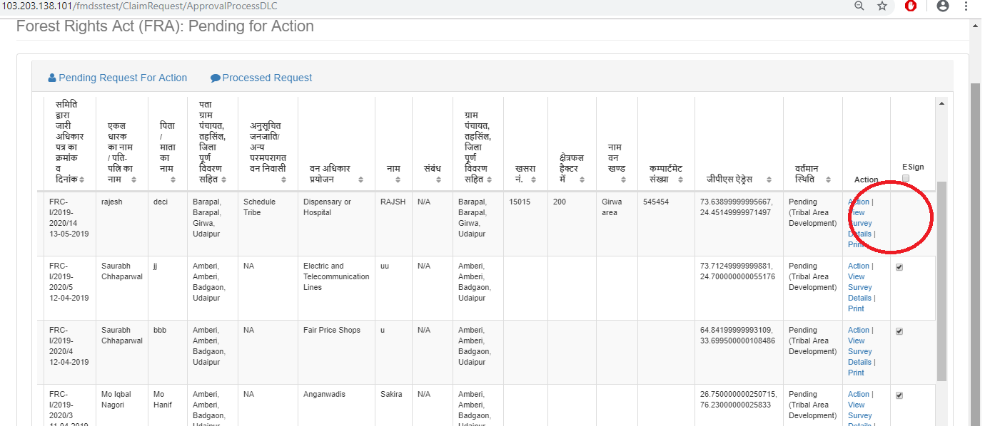 103.203.138.101/fmdsstest/ClaimRequest/ApprovalProcessDLC
Forest Rights Act (FRA): Pending for Action
Pending Request For Action
Processed Request
समिति
द्वारा
जारी
अधिकार
पत्र का
क्रमांक
व
दिनांक
एकल
धारक
का नाम
/ पति-
पत्नि का
नाम
पिता
/
माता
का
नाम
पता
ग्राम
पंचायत,
तहसिंल,
जिला
पूर्ण
विवरण
सहित
अनुसूचित
जनजाति/
अन्य
परमपरागत
वन निवासी
वन अधिकार
प्रयोजन
नाम
संबंध
ग्राम
पंचायत,
तहसिंल,
जिला
पूर्ण
विवरण
सहित
खसरा
नं.
क्षैत्रफल
हैक्टर
में
नाम
वन
खण्ड
कम्पार्टमेट
संख्या
जीपीएस ऐड्रेस
वर्तमान
स्थिति
Action
ESign
FRC-
I/2019-
2020/14
13-05-2019
rajesh
deci
Barapal,
Barapal,
Girwa,
Udaipur
Schedule
Tribe
Dispensary or
Hospital
RAJSH
N/A
Barapal,
Barapal,
Girwa,
Udaipur
15015
200
Girwa
area
545454
73.63899999995667,
24.45149999971497
Pending
(Tribal Area
Development)
Action |
View
Survey
Details |
Print
FRC-
I/2019-
2020/5
12-04-2019
Saurabh
Chhaparwal
jj
Amberi,
Amberi,
Badgaon,
Udaipur
NA
Electric and
Telecommunication
Lines
uu
N/A
Amberi,
Amberi,
Badgaon,
Udaipur
73.71249999999881,
24.700000000055176
Pending
(Tribal Area
Development)
Action |
View
Survey
Details |
Print
FRC-
I/2019-
2020/4
12-04-2019
Saurabh
Chhaparwal
bbb
Amberi,
Amberi,
Badgaon,
Udaipur
NA
Fair Price Shops
u
N/A
Amberi,
Amberi,
Badgaon,
Udaipur
64.84199999993109,
33.699500000108486
Pending
(Tribal Area
Development)
Action |
View
Survey
Details |
Print
FRC-
I/2019-
2020/3
11-04-2019
Mo Iqbal
Nagori
Mo
Hanif
Amberi,
Amberi,
Badgaon,
Udaipur
NA
Anganwadis
Sakira
N/A
Amberi,
Amberi,
Badgaon,
Udaipur
26.750000000250715,
76.23000000025833
Pending
(Tribal Area
Development)
Action |
View
Survey
Details |